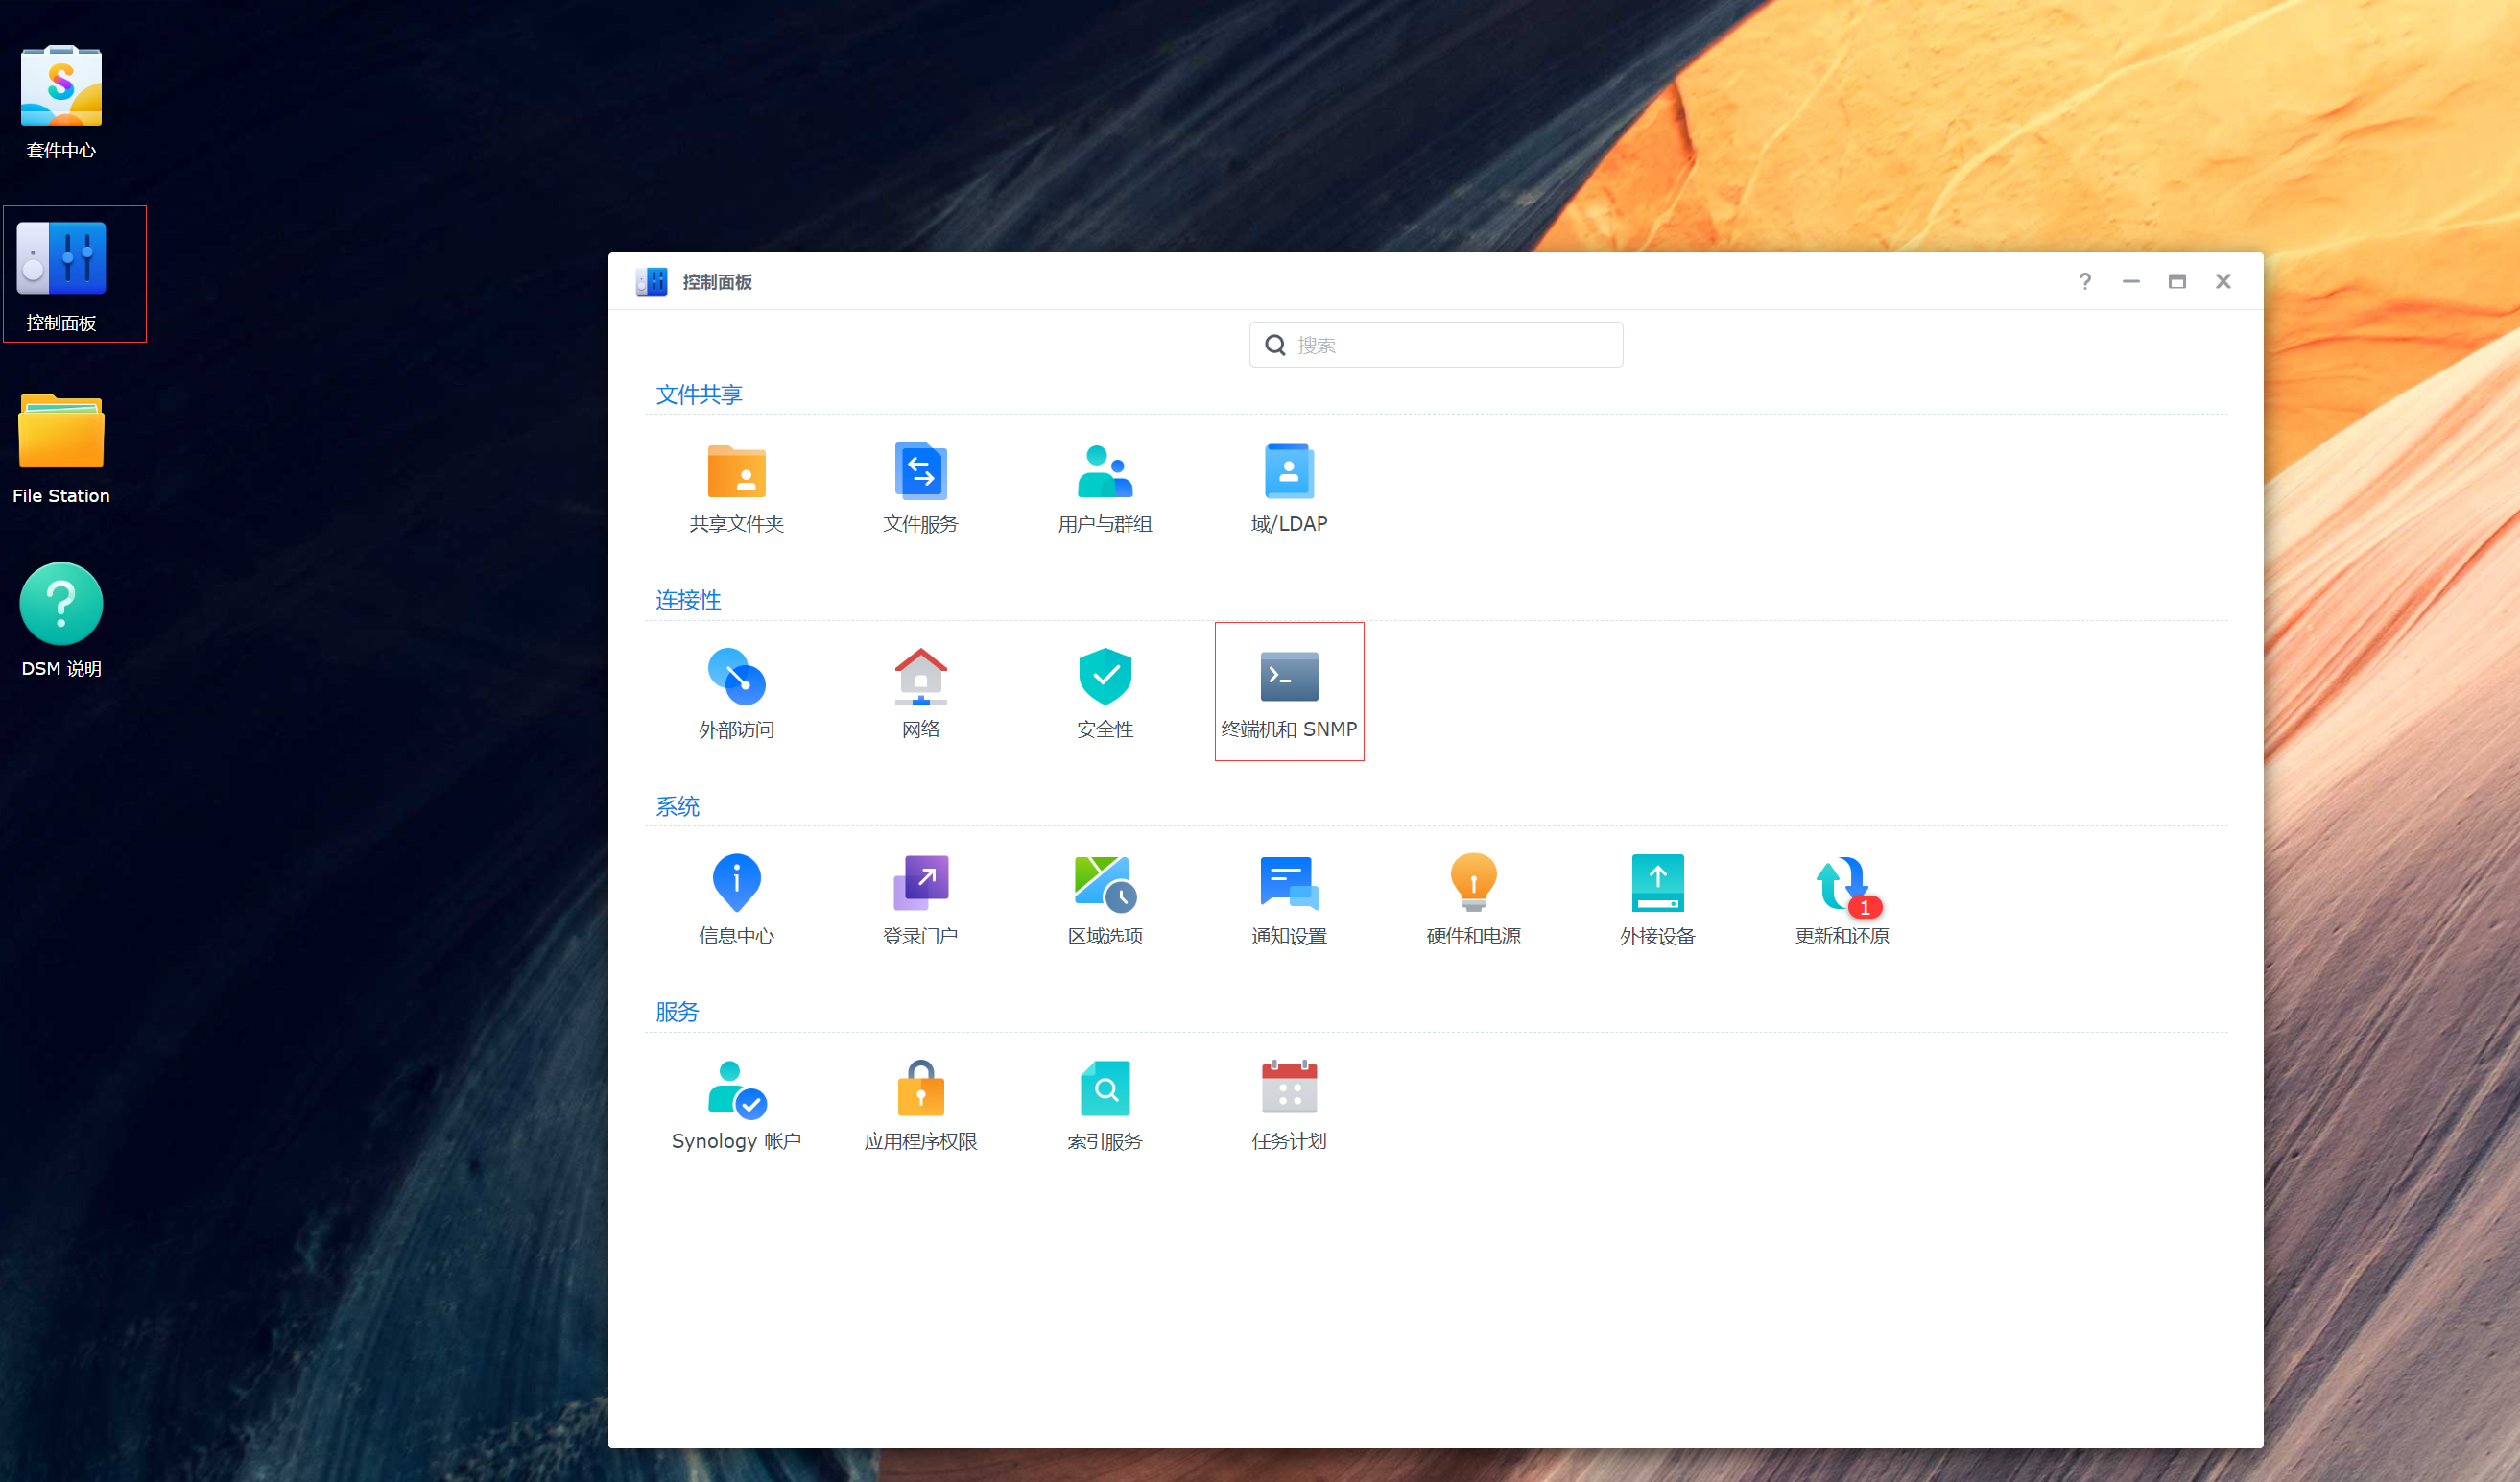 套件中心
控制面板
File Station
DSM 说明
控制面板
搜索
文件共享
共享文件夹 文件服务 用户与群组 域/LDAP
连接性
外部访问 网络 安全性 终端机和 SNMP
系统
信息中心 登录门户 区域选项 通知设置 硬件和电源 外接设备 更新和还原
1
服务
Synology 帐户 应用程序权限 索引服务 任务计划